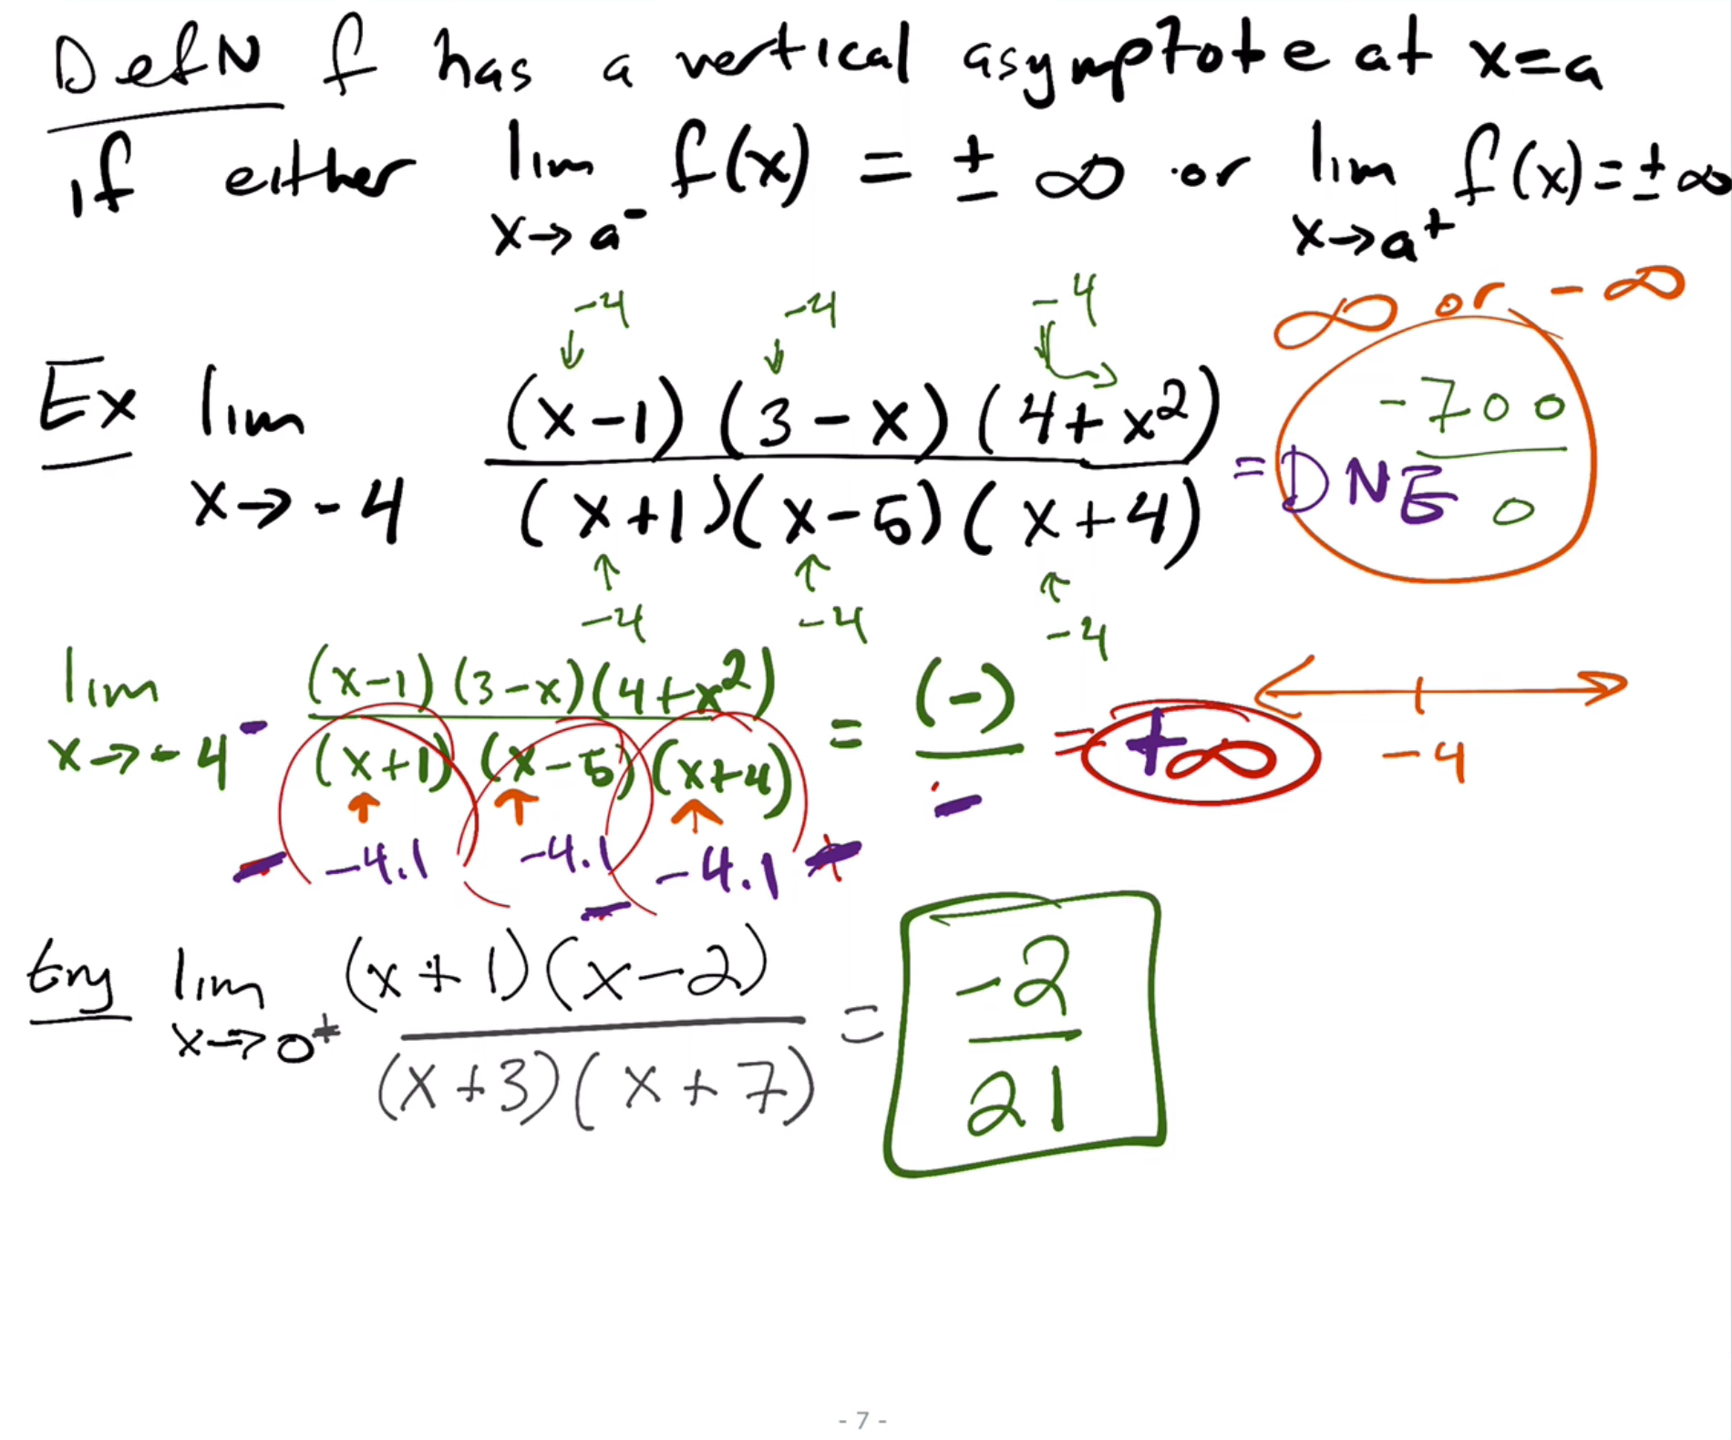 Defn f has a vertical asymptote at x=a
if either lim f(x) = ± ∞ or lim f(x)=±∞
x→a⁻ x→a⁺
-4 -4 -4 ∞ or -∞
Ex lim (x-1)(3-x)(4+x²) -700
x→-4 (x+1)(x-5)(x+4) = DNE 0
-4 -4 -4
lim (x-1)(3-x)(4+x²) = (-) = +∞
x→-4⁻ (x+1)(x-5)(x+4) - -4
- -4.1 -4.1 -4.1
-
try lim (x+1)(x-2) = -2
x→0⁺ (x+3)(x+7) 21
- 7 -